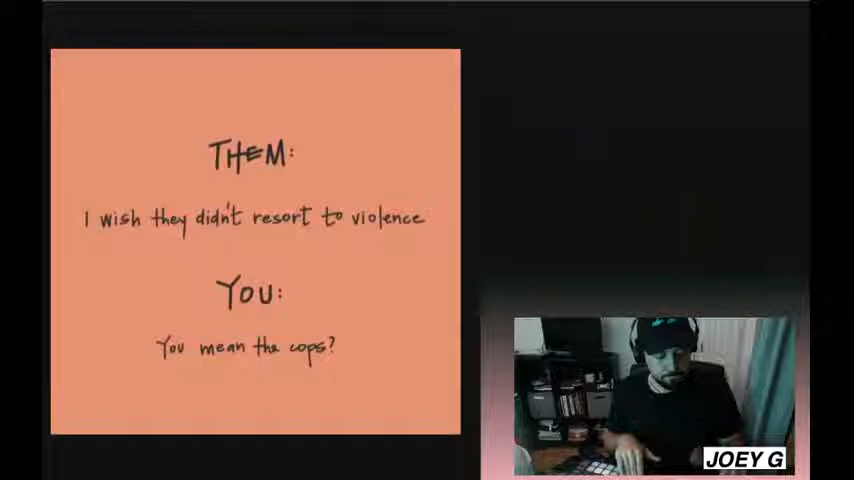 THEM:
I wish they didn't resort to violence
YOU:
You mean the cops?
JOEY G